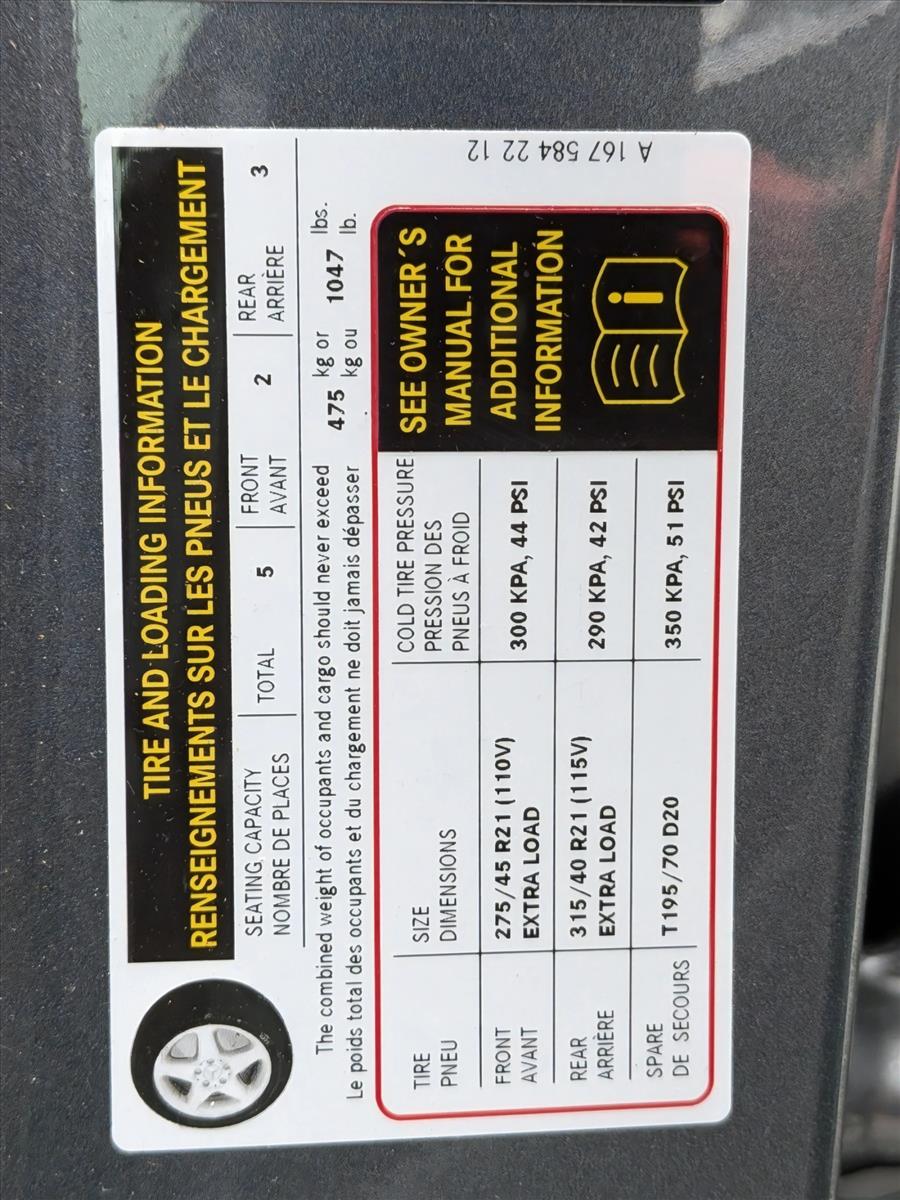 TIRE AND LOADING INFORMATION
RENSEIGNEMENTS SUR LES PNEUS ET LE CHARGEMENT
SEATING CAPACITY TOTAL 5 FRONT 2 REAR 3
NOMBRE DE PLACES AVANT ARRIÈRE
The combined weight of occupants and cargo should never exceed 475 kg or 1047 lbs.
Le poids total des occupants et du chargement ne doit jamais dépasser kg ou lb.
TIRE SIZE COLD TIRE PRESSURE
PNEU DIMENSIONS PRESSION DES
PNEUS À FROID
FRONT 275/45 R21 (110V) 300 KPA, 44 PSI
AVANT EXTRA LOAD
REAR 315/40 R21 (115V) 290 KPA, 42 PSI
ARRIÈRE EXTRA LOAD
SPARE T195/70 D20 350 KPA, 51 PSI
DE SECOURS
SEE OWNER´S
MANUAL FOR
ADDITIONAL
INFORMATION
A 167 584 22 12